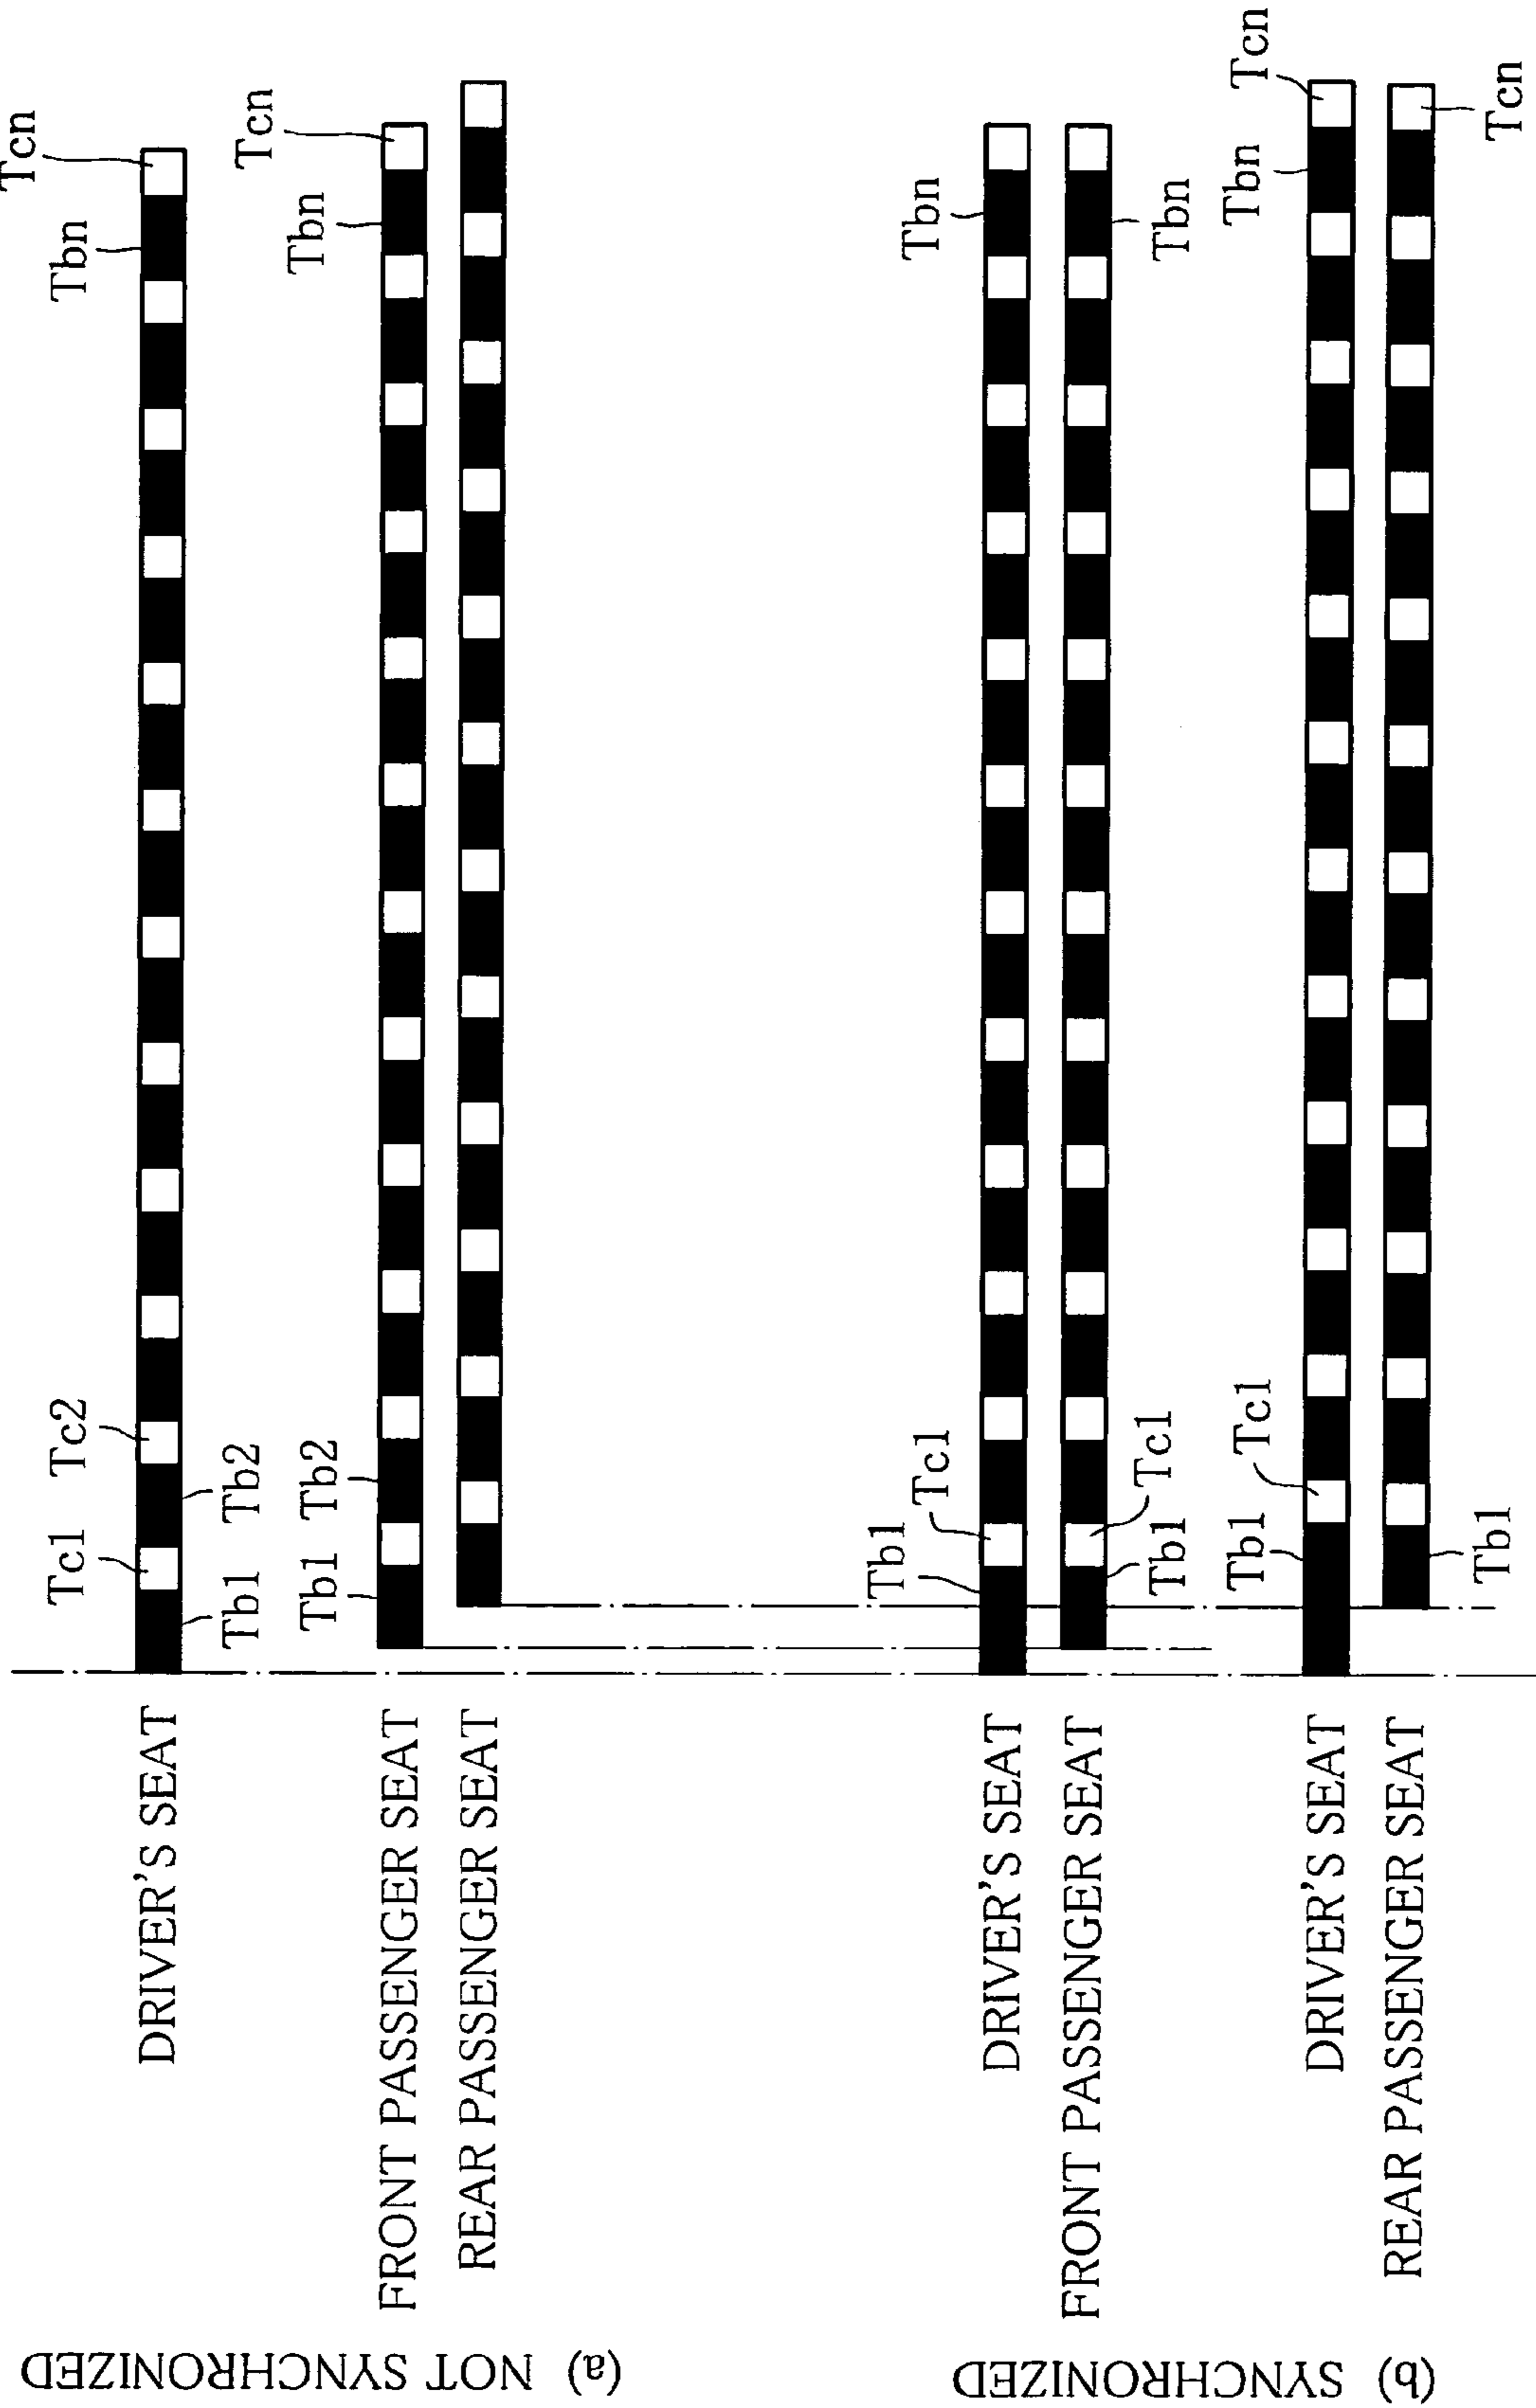 (a) NOT SYNCHRONIZED
DRIVER'S SEAT
Tb1
Tc1
Tb2
Tc2
Tbn
Tcn
FRONT PASSENGER SEAT
Tb1
Tb2
Tbn
Tcn
REAR PASSENGER SEAT
(b) SYNCHRONIZED
DRIVER'S SEAT
Tb1
Tc1
Tbn
FRONT PASSENGER SEAT
Tb1
Tc1
Tbn
DRIVER'S SEAT
Tb1
Tc1
Tbn
Tcn
REAR PASSENGER SEAT
Tb1
Tcn